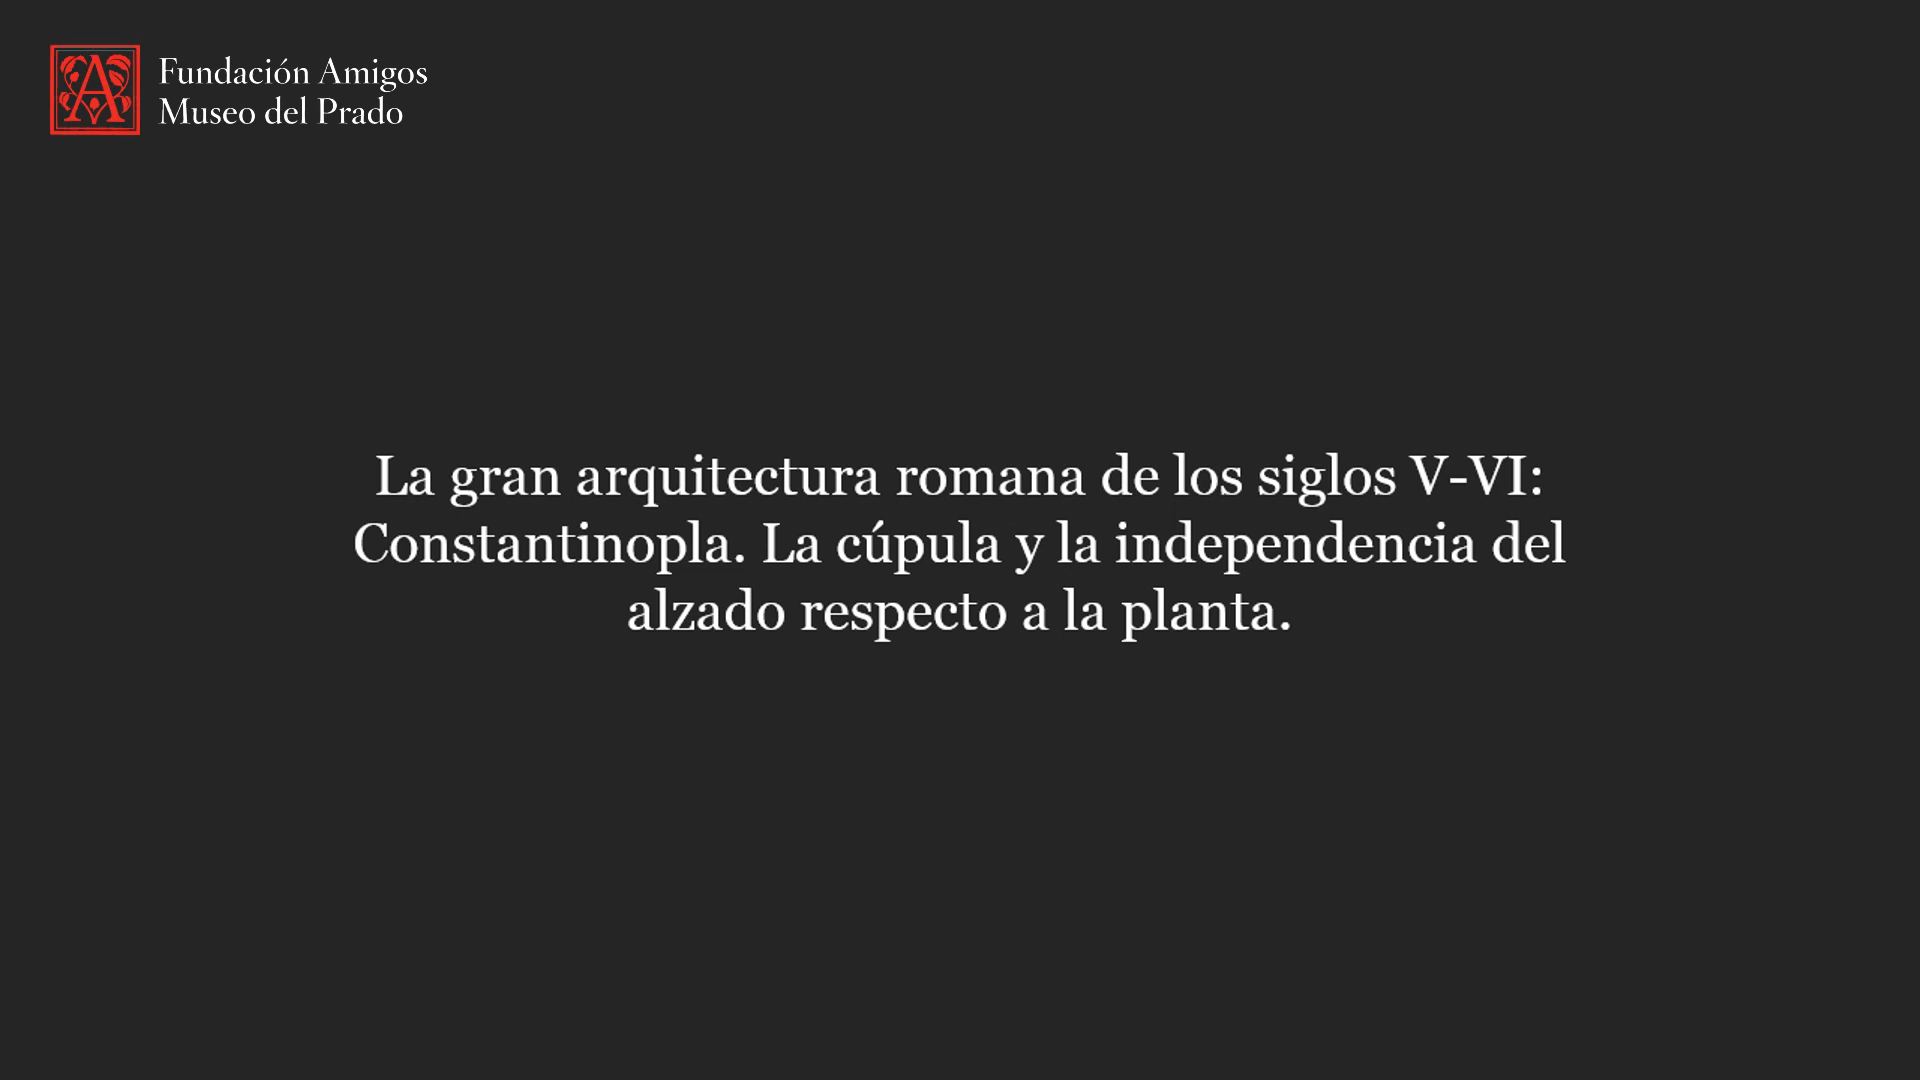 Fundación Amigos
Museo del Prado
La gran arquitectura romana de los siglos V-VI:
Constantinopla. La cúpula y la independencia del
alzado respecto a la planta.